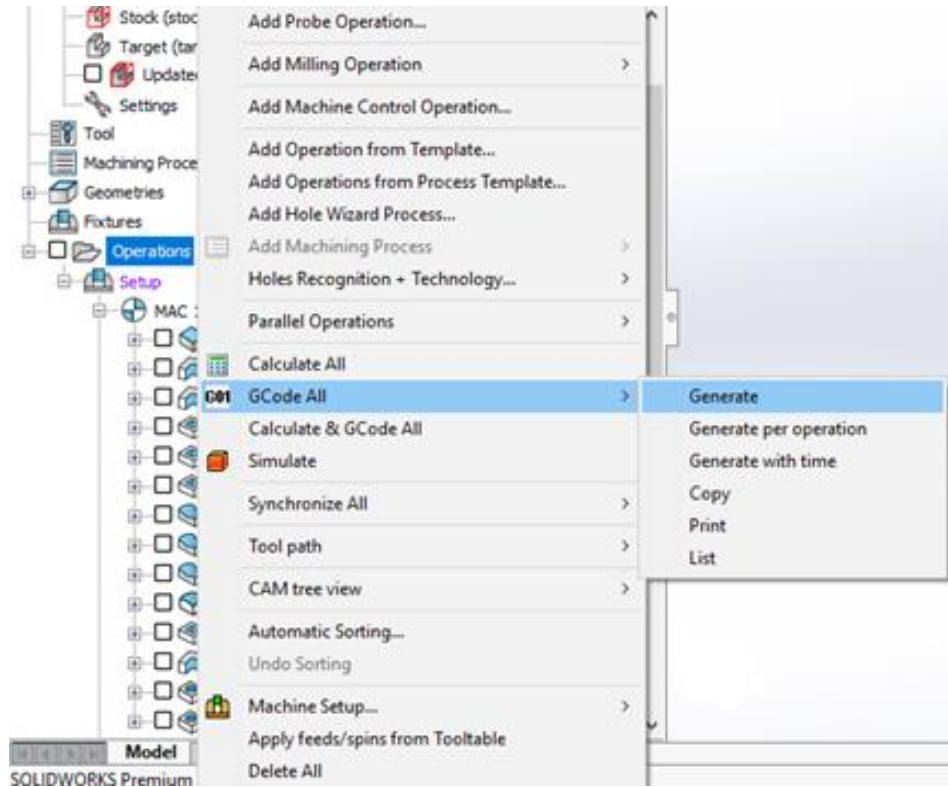 Stock (stoc
Target (tar
Update
Settings
Tool
Machining Proce
Geometries
Fixtures
Operations
Setup
MAC
Add Probe Operation...
Add Milling Operation
Add Machine Control Operation...
Add Operation from Template...
Add Operations from Process Template...
Add Hole Wizard Process...
Add Machining Process
Holes Recognition + Technology...
Parallel Operations
Calculate All
G01 GCode All
Calculate & GCode All
Simulate
Synchronize All
Tool path
CAM tree view
Automatic Sorting...
Undo Sorting
Machine Setup...
Apply feeds/spins from Tooltable
Delete All
Generate
Generate per operation
Generate with time
Copy
Print
List
Model
SOLIDWORKS Premium